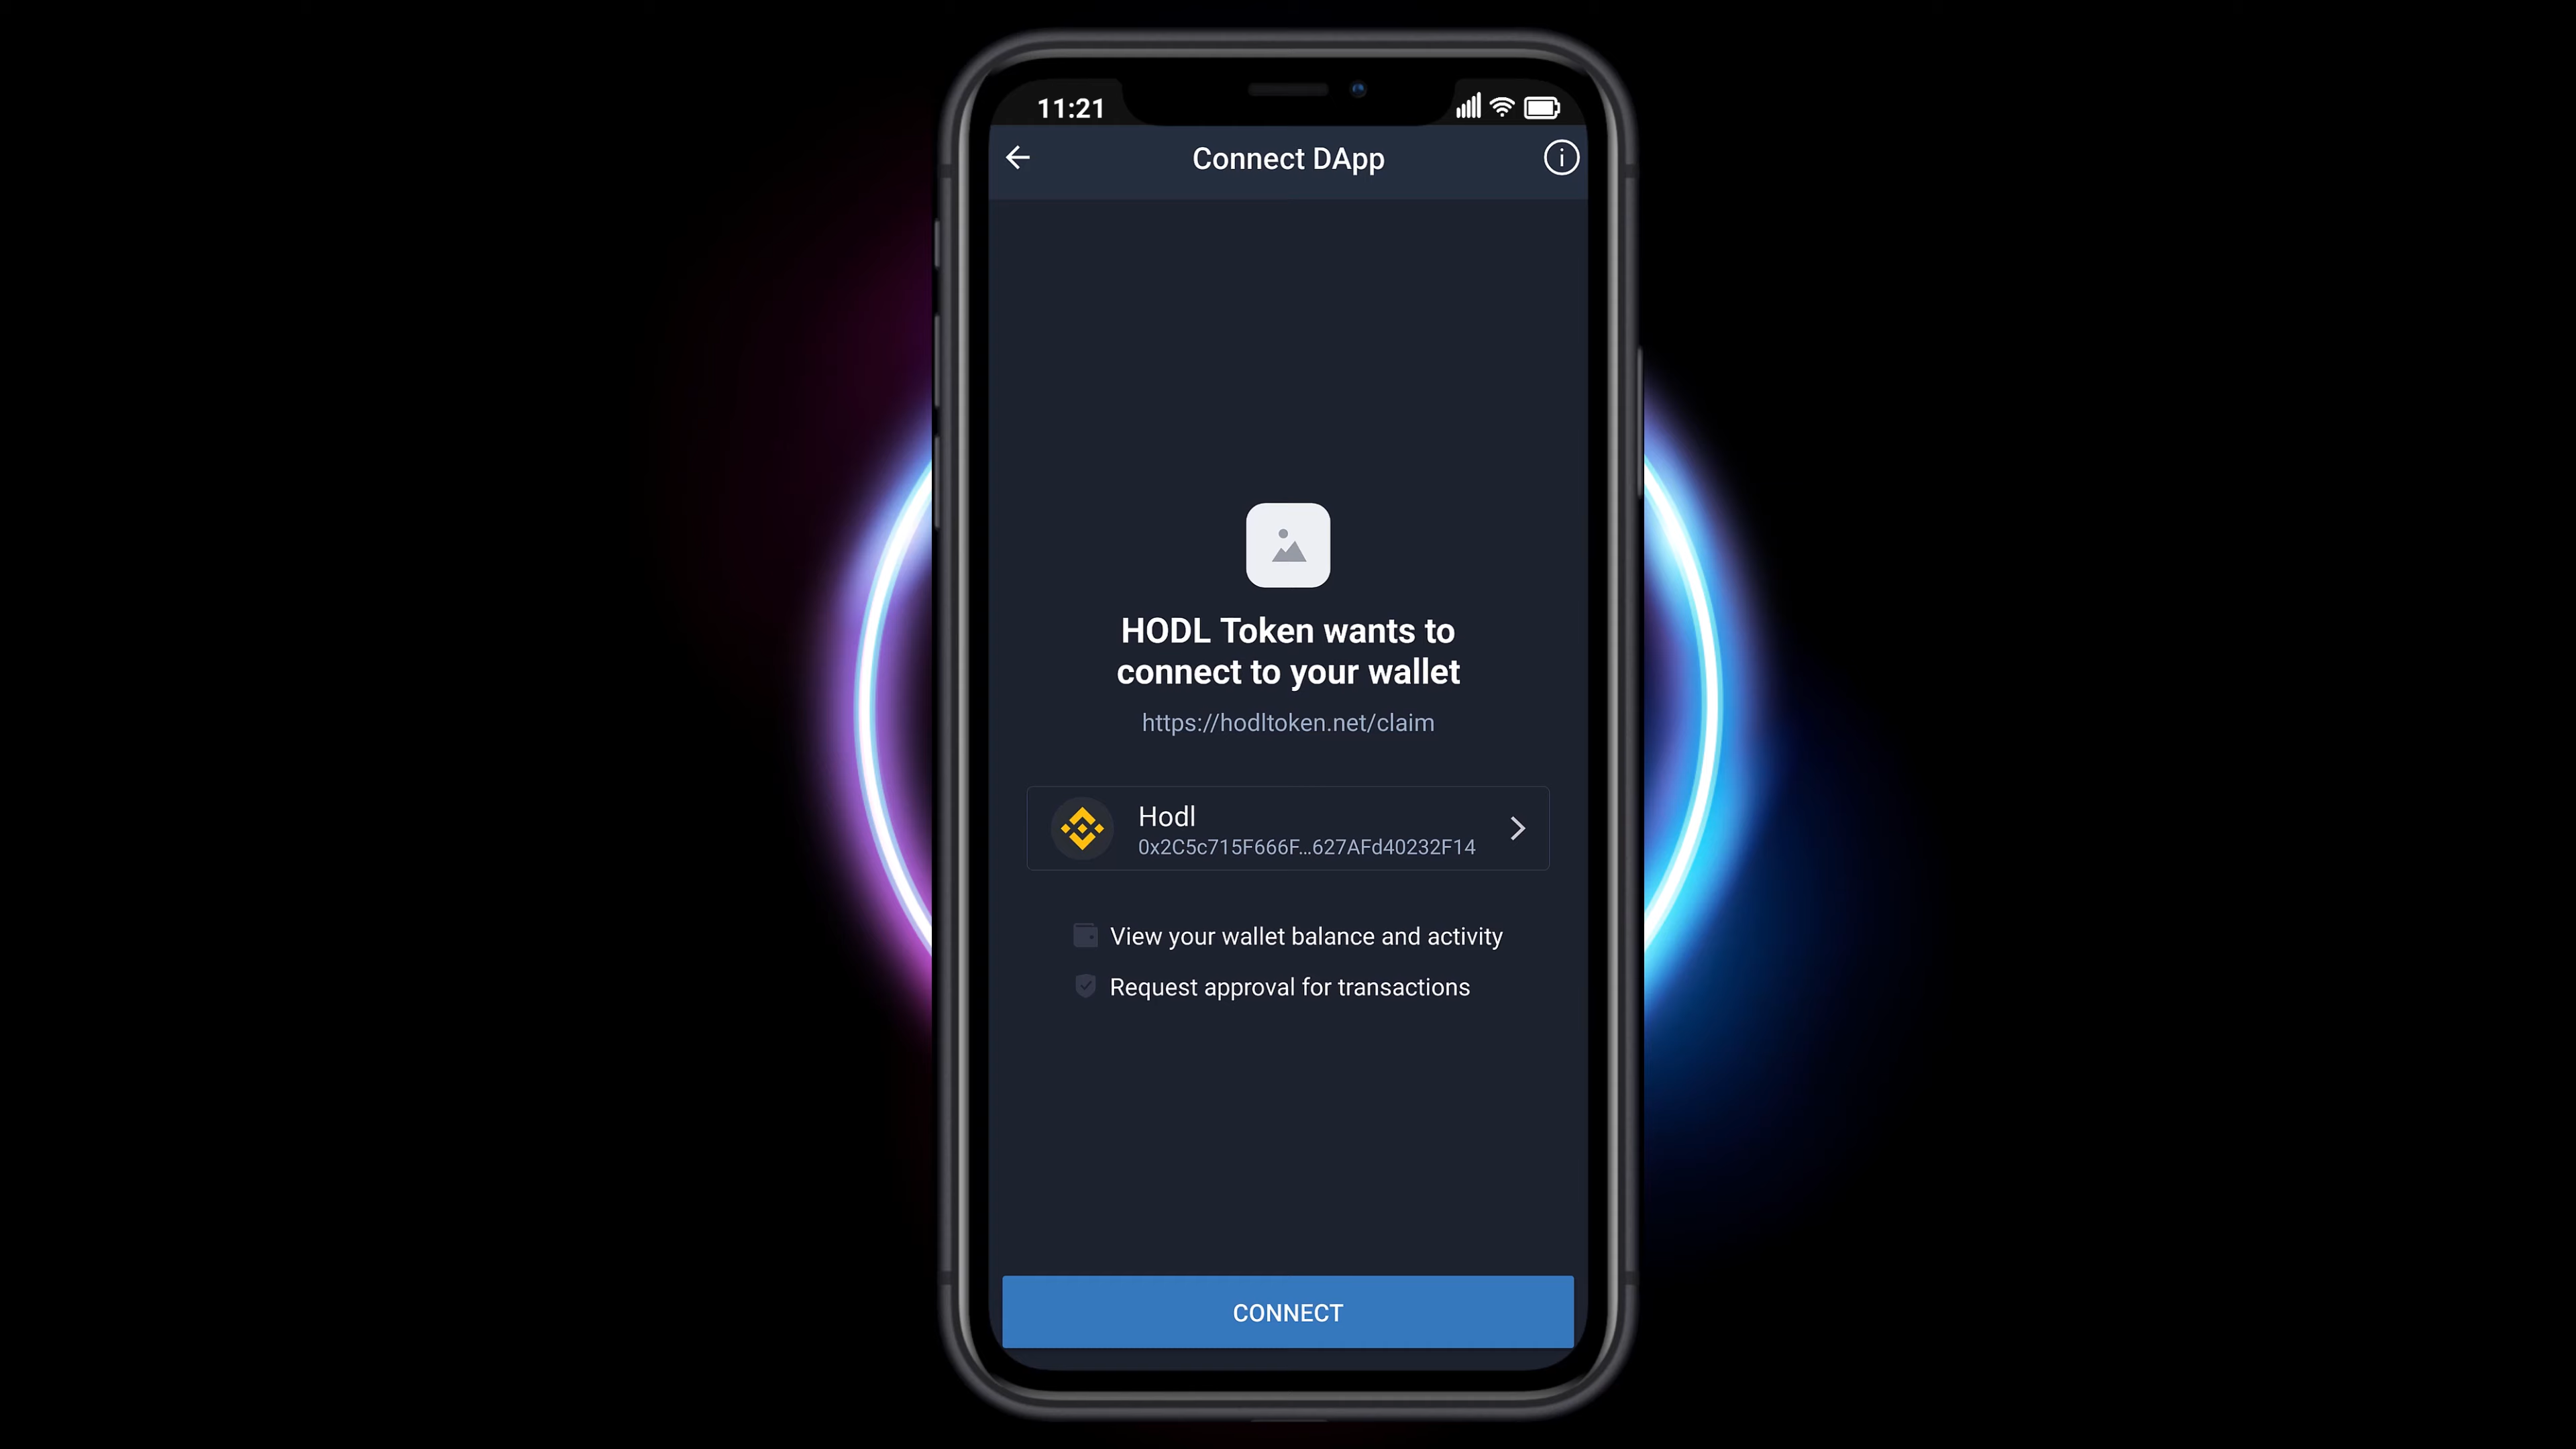 11:21
Connect DApp
HODL Token wants to
connect to your wallet
https://hodltoken.net/claim
Hodl
0x2C5c715F666F...627AFd40232F14
View your wallet balance and activity
Request approval for transactions
CONNECT